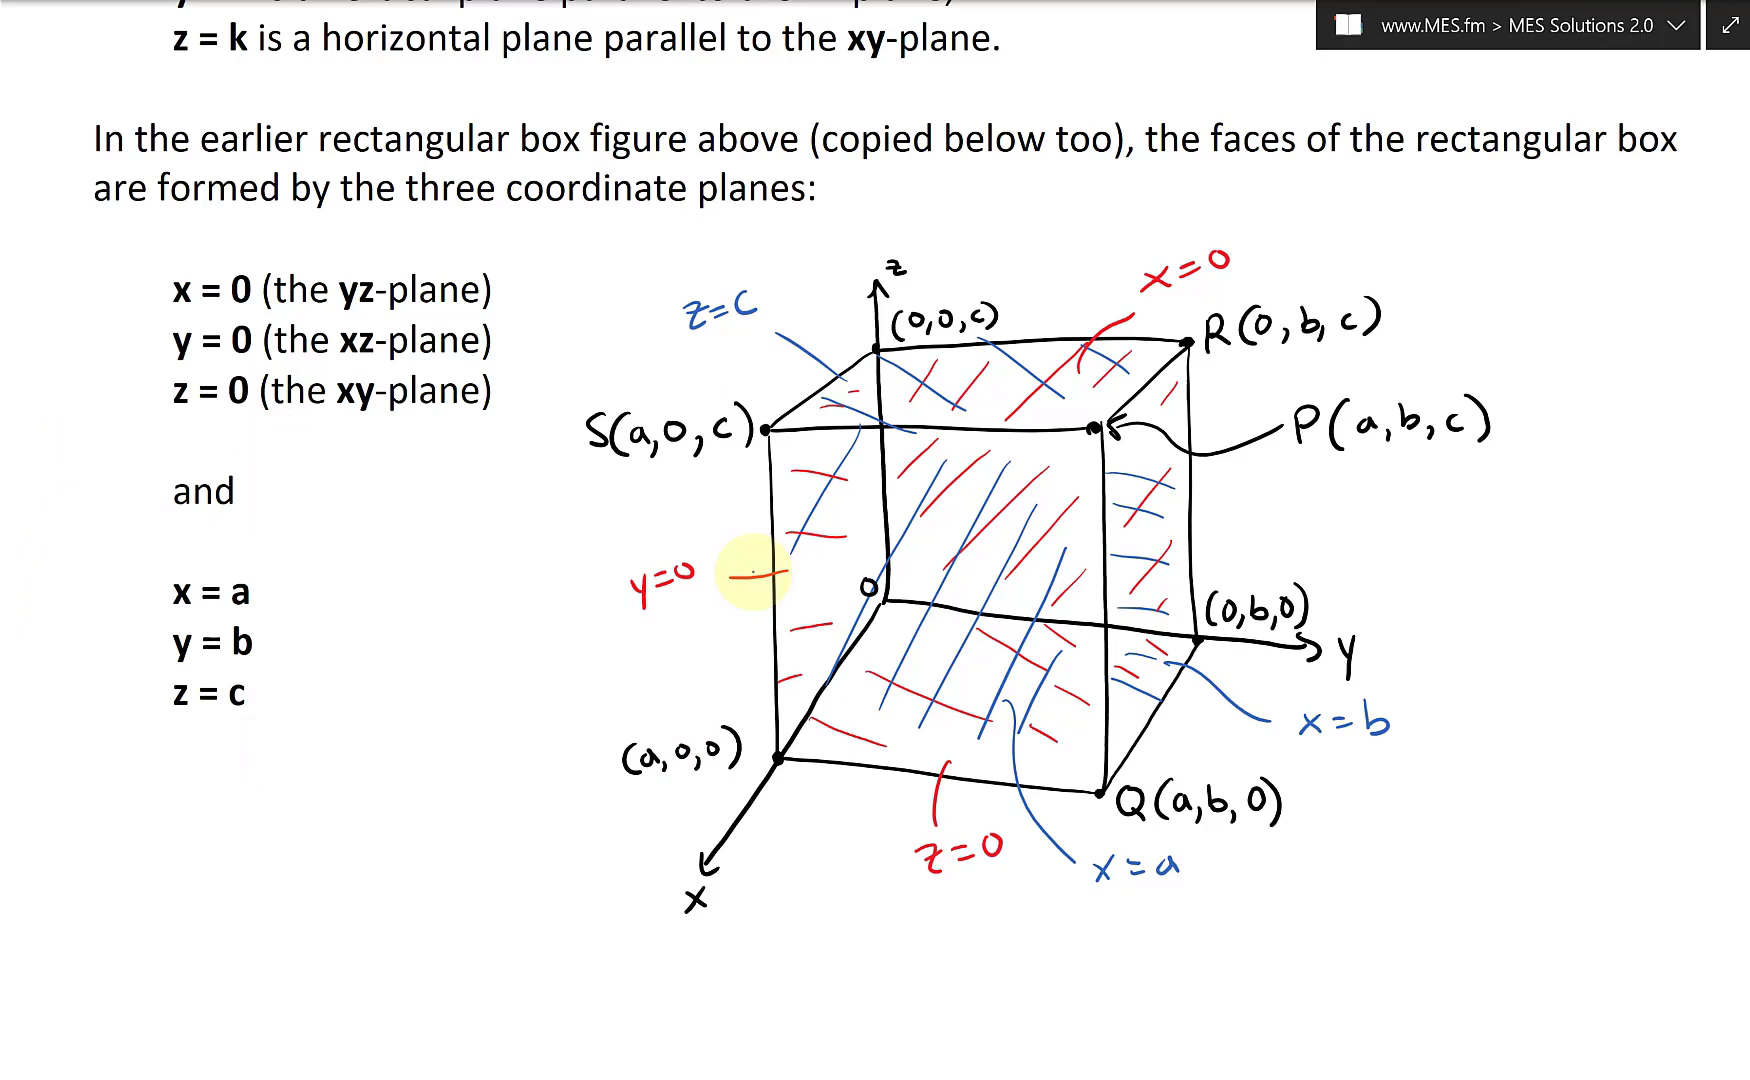 z = k is a horizontal plane parallel to the xy-plane.
www.MES.fm > MES Solutions 2.0
In the earlier rectangular box figure above (copied below too), the faces of the rectangular box
are formed by the three coordinate planes:
x = 0 (the yz-plane)
y = 0 (the xz-plane)
z = 0 (the xy-plane)
and
x = a
y = b
z = c
z
x=0
z=c
(0,0,c)
R(0,b,c)
S(a,0,c)
P(a,b,c)
y=0
O
(0,b,0)
y
x=b
(a,0,0)
Q(a,b,0)
z=0
x=a
x